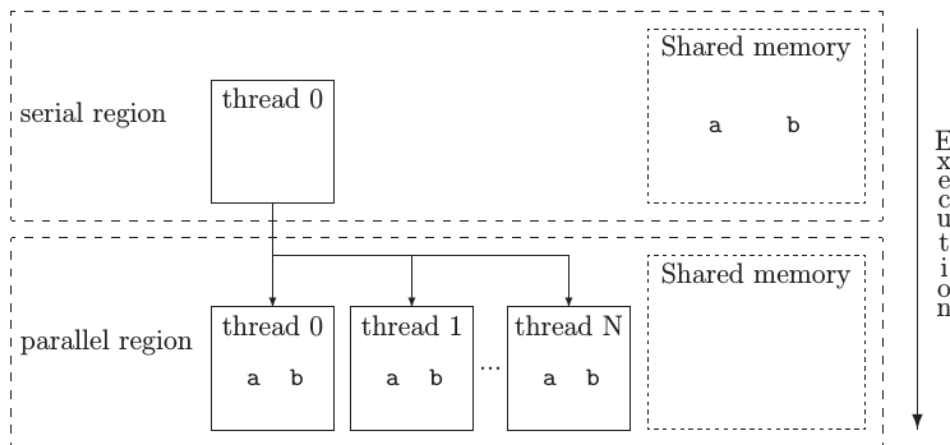 Shared memory
thread 0
serial region
a b
Execution
Shared memory
thread 0 thread 1 thread N
parallel region
a b a b ... a b